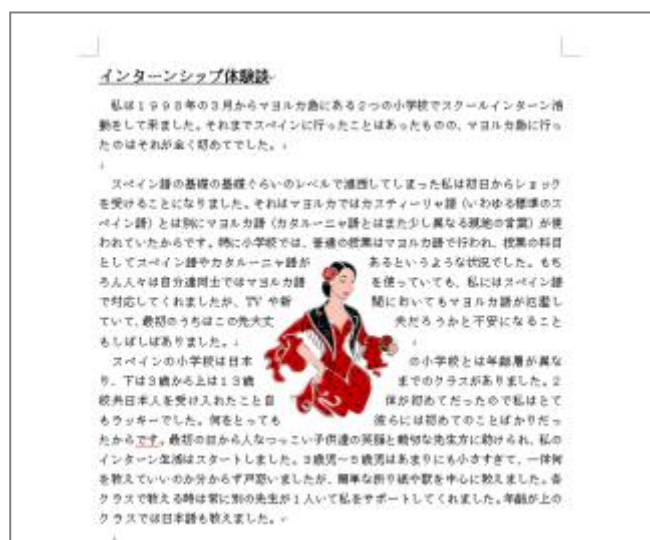 インターンシップ体験談
私は１９９８年の３月からマヨルカ島にある２つの小学校でスクールインターン活
動をして来ました。それまでスペインに行ったことはあったものの、マヨルカ島に行っ
たのはそれが全く初めてでした。
スペイン語の基礎の基礎ぐらいのレベルで渡西してしまった私は初日からショック
を受けることになりました。それはマヨルカではカスティーリャ語（いわゆる標準のス
ペイン語）とは別にマヨルカ語（カタルーニャ語とはまた少し異なる現地の言葉）が使
われていたからです。特に小学校では、普通の授業はマヨルカ語で行われ、授業の科目
としてスペイン語やカタルーニャ語が あるというような状況でした。もち
ろん人々は自分達同士ではマヨルカ語 を使っていても、私にはスペイン語
で対応してくれましたが、TV や新 聞においてもマヨルカ語が氾濫し
ていて、最初のうちはこの先大丈 夫だろうかと不安になること
もしばしばありました。
スペインの小学校は日本 の小学校とは年齢層が異な
り、下は３歳から上は１３歳 までのクラスがありました。２
校共日本人を受け入れたこと自 体が初めてだったので私はとて
もラッキーでした。何をとっても 彼らには初めてのことばかりだっ
たからです。最初の日から人なつっこい子供達の笑顔と親切な先生方に助けられ、私の
インターン生活はスタートしました。３歳児～５歳児はあまりにも小さすぎて、一体何
を教えていいのか分からず戸惑いましたが、簡単な折り紙や歌を中心に教えました。各
クラスで教える時は常に別の先生が１人いて私をサポートしてくれました。年齢が上の
クラスでは日本語も教えました。